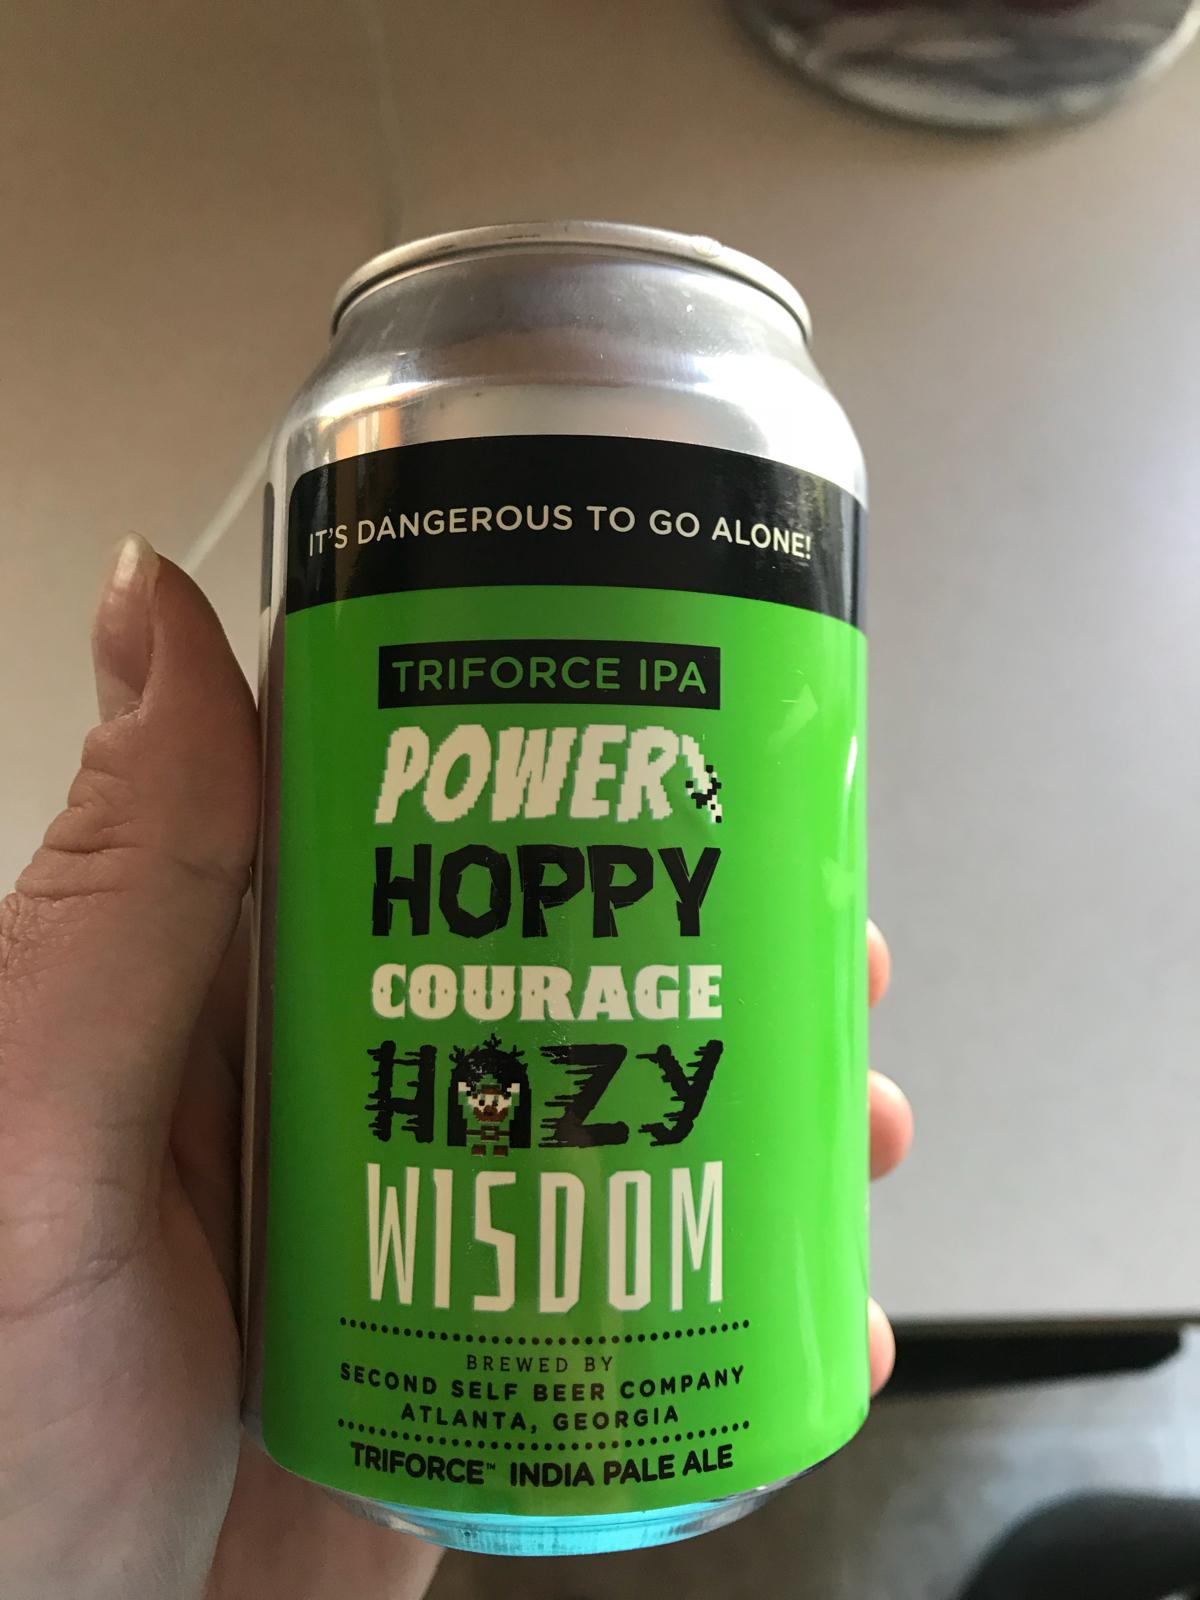 IT'S DANGEROUS TO GO ALONE!
TRIFORCE IPA
POWER
HOPPY
COURAGE
HAZY
WISDOM
BREWED BY
SECOND SELF BEER COMPANY
ATLANTA, GEORGIA
TRIFORCE™ INDIA PALE ALE